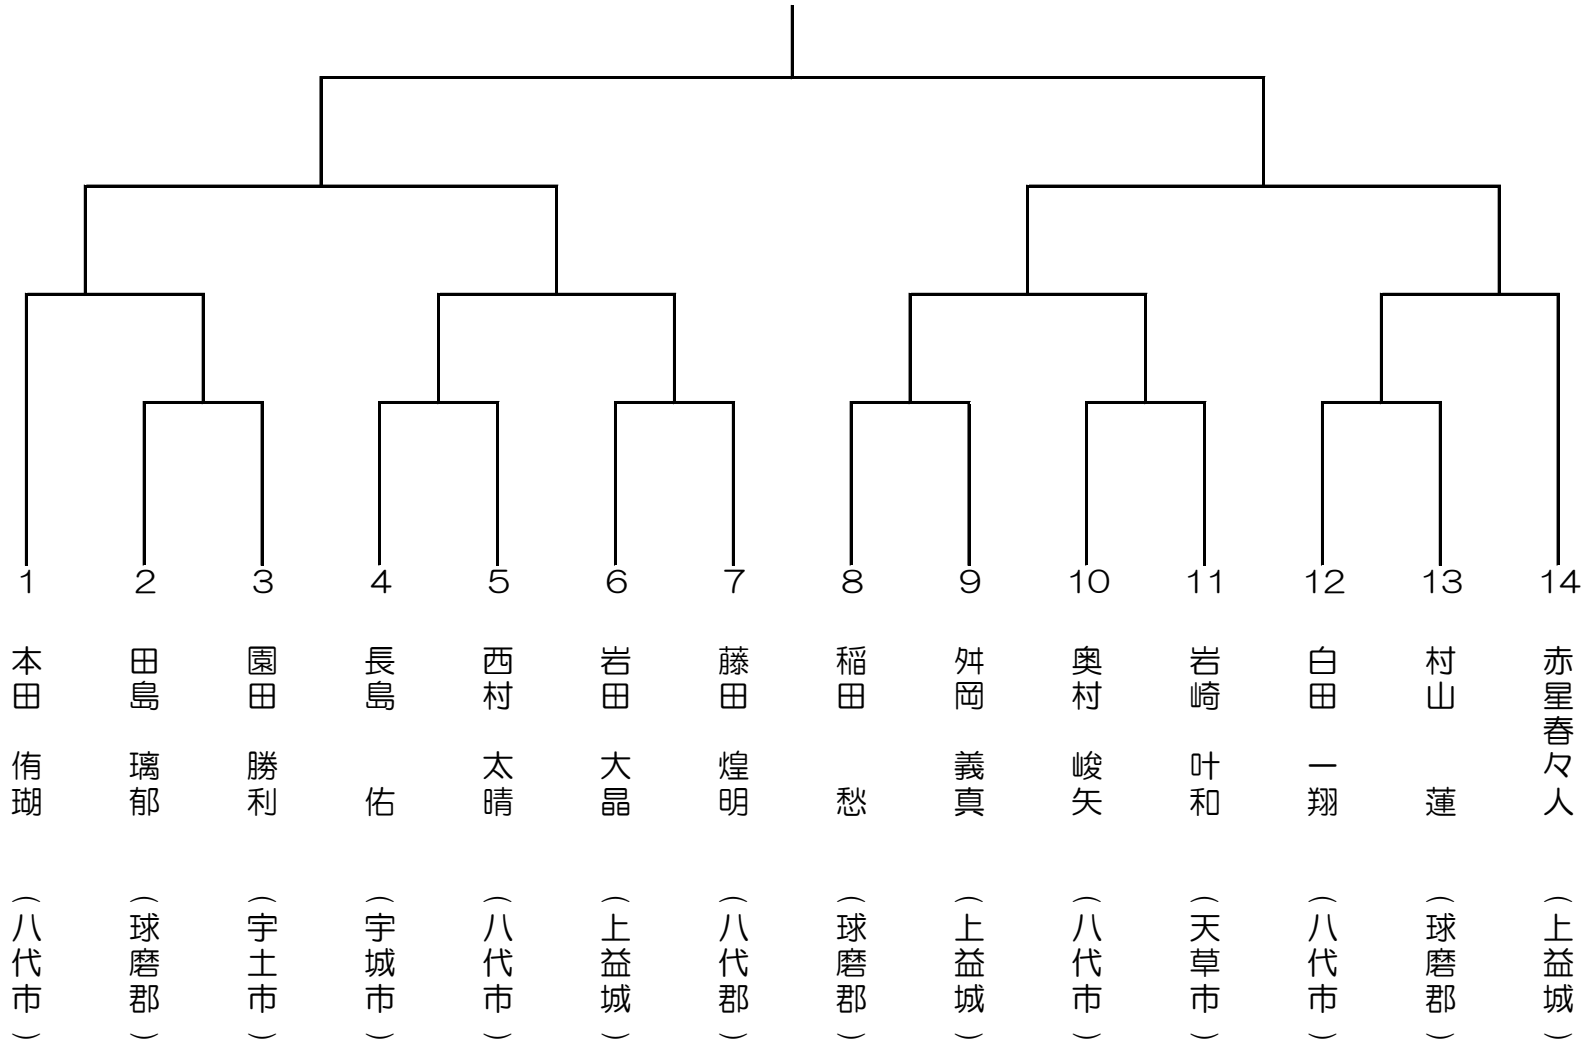 1 本田 侑瑚 (八代市)
2 田島 璃郁 (球磨郡)
3 園田 勝利 (宇土市)
4 長島 佑 (宇城市)
5 西村 太晴 (八代市)
6 岩田 大晶 (上益城)
7 藤田 煌明 (八代郡)
8 稲田 愁 (球磨郡)
9 舛岡 義真 (上益城)
10 奥村 峻矢 (八代市)
11 岩崎 叶和 (天草市)
12 白田 一翔 (八代市)
13 村山 蓮 (球磨郡)
14 赤星春々人 (上益城)